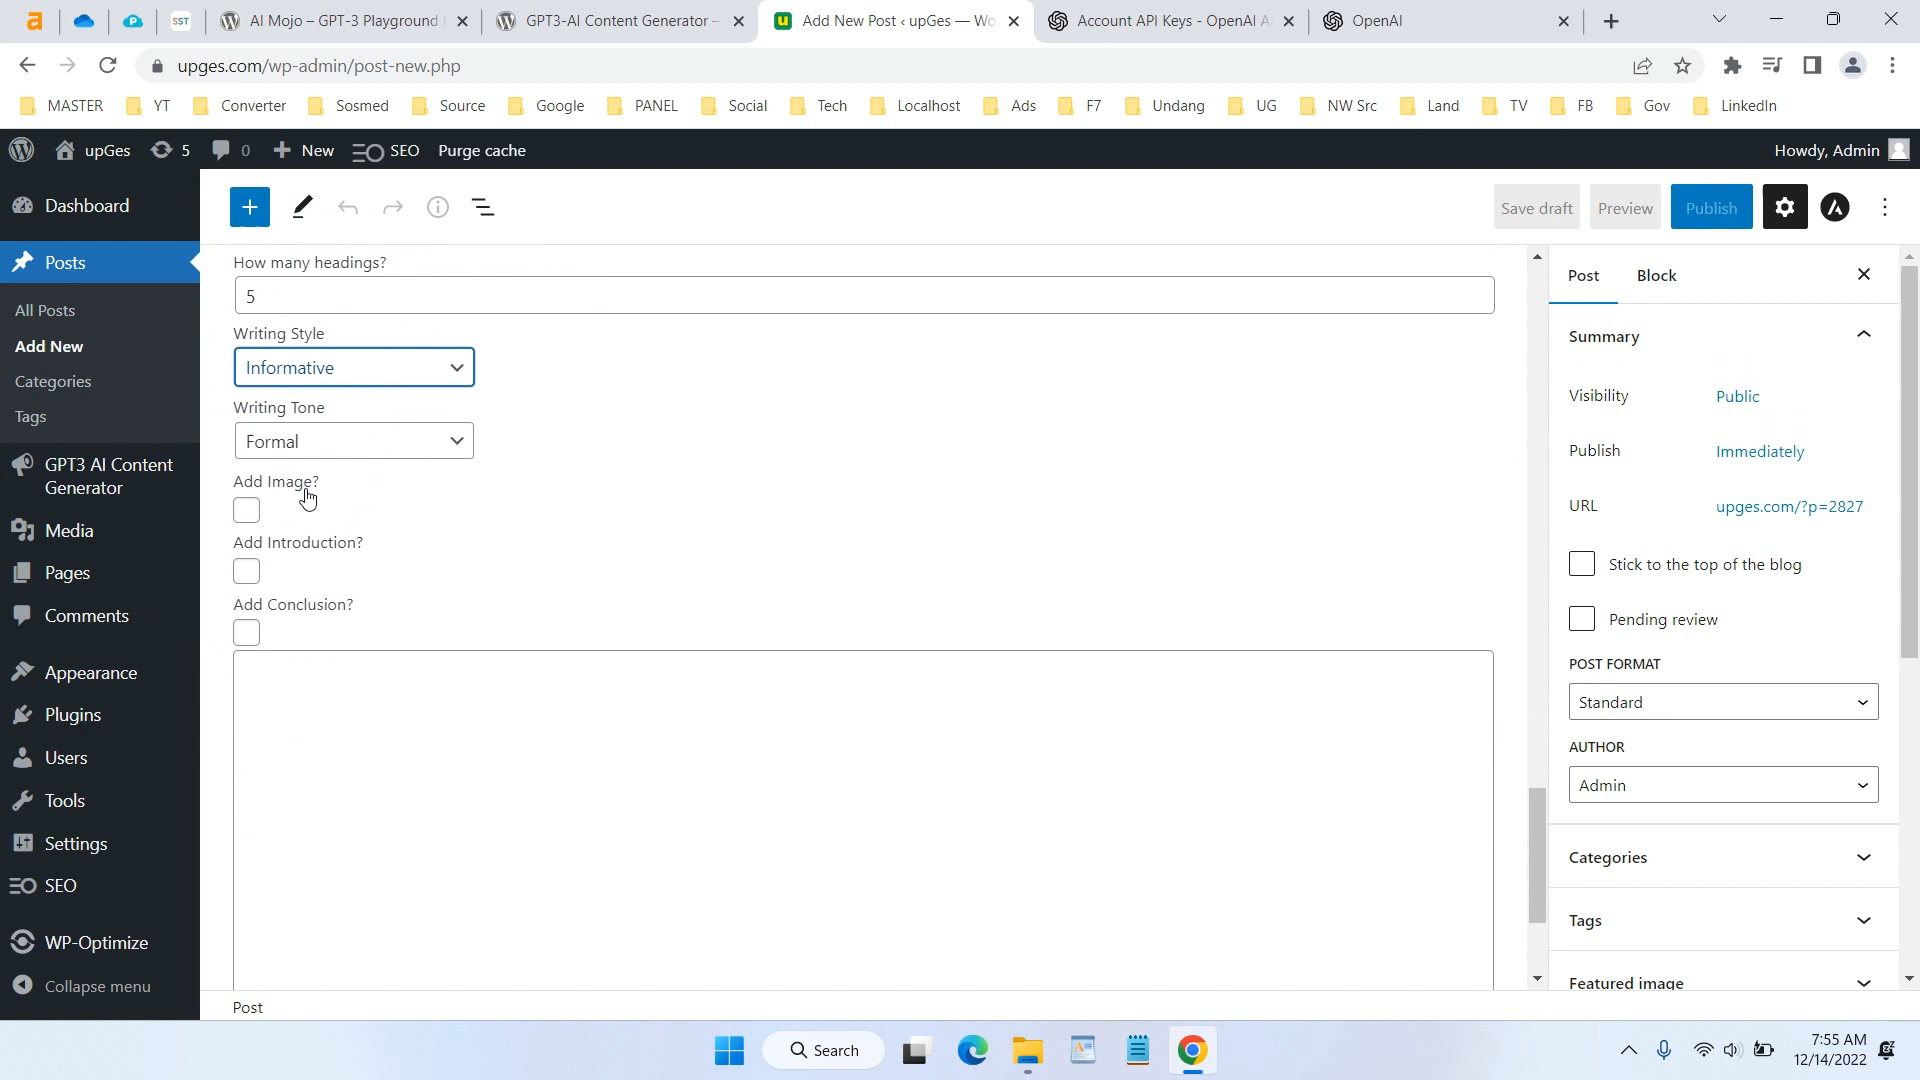 SST
AI Mojo – GPT-3 Playground
GPT3-AI Content Generator –
Add New Post ‹ upGes — Wo
Account API Keys - OpenAI A
OpenAI
upges.com/wp-admin/post-new.php
MASTER YT Converter Sosmed Source Google PANEL Social Tech Localhost Ads F7 Undang UG NW Src Land TV FB Gov LinkedIn
upGes 5 0 New SEO Purge cache Howdy, Admin
Dashboard
Posts
All Posts
Add New
Categories
Tags
GPT3 AI Content
Generator
Media
Pages
Comments
Appearance
Plugins
Users
Tools
Settings
SEO
WP-Optimize
Collapse menu
Save draft Preview Publish
How many headings?
5
Writing Style
Informative
Writing Tone
Formal
Add Image?
Add Introduction?
Add Conclusion?
Post
Post Block
Summary
Visibility Public
Publish Immediately
URL upges.com/?p=2827
Stick to the top of the blog
Pending review
POST FORMAT
Standard
AUTHOR
Admin
Categories
Tags
Featured image
Search
7:55 AM
12/14/2022